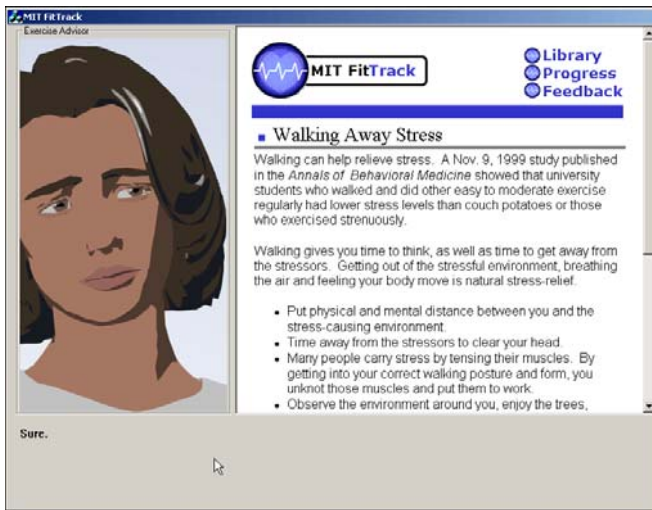 MIT FitTrack
Exercise Advisor
MIT FitTrack
Library
Progress
Feedback
Walking Away Stress
Walking can help relieve stress. A Nov. 9, 1999 study published
in the Annals of Behavioral Medicine showed that university
students who walked and did other easy to moderate exercise
regularly had lower stress levels than couch potatoes or those
who exercised strenuously.
Walking gives you time to think, as well as time to get away from
the stressors. Getting out of the stressful environment, breathing
the air and feeling your body move is natural stress-relief.
• Put physical and mental distance between you and the
stress-causing environment.
• Time away from the stressors to clear your head.
• Many people carry stress by tensing their muscles. By
getting into your correct walking posture and form, you
unknot those muscles and put them to work.
• Observe the environment around you, enjoy the trees,
Sure.